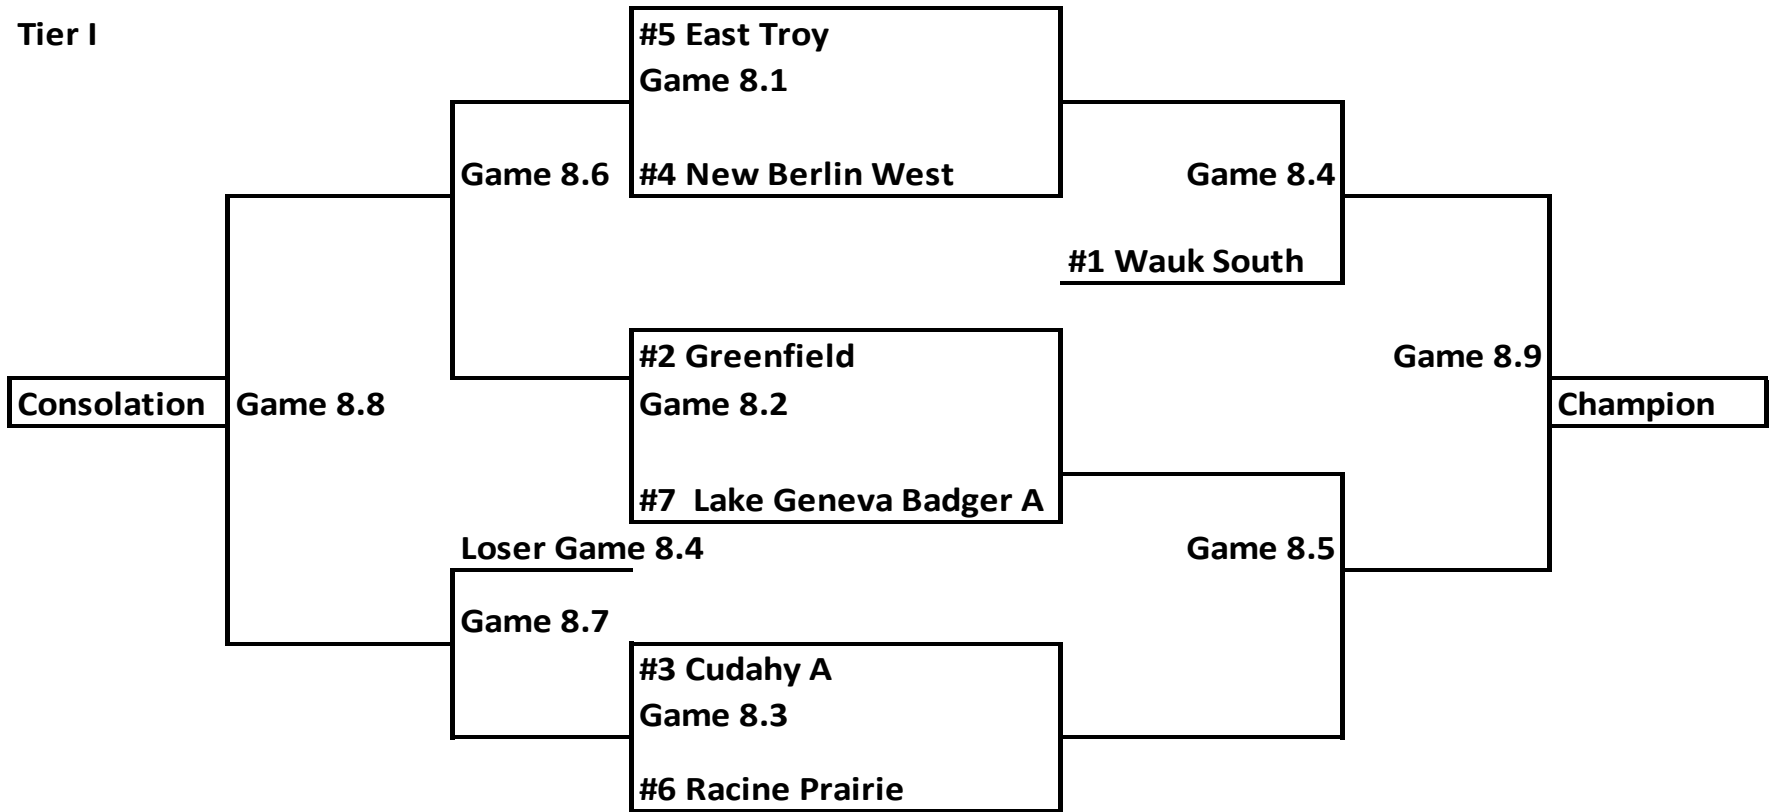 Tier I
#5 East Troy
Game 8.1
Game 8.6
#4 New Berlin West
Game 8.4
#1 Wauk South
#2 Greenfield
Game 8.9
Consolation
Game 8.8
Game 8.2
Champion
#7  Lake Geneva Badger A
Loser Game 8.4
Game 8.5
Game 8.7
#3 Cudahy A
Game 8.3
#6 Racine Prairie